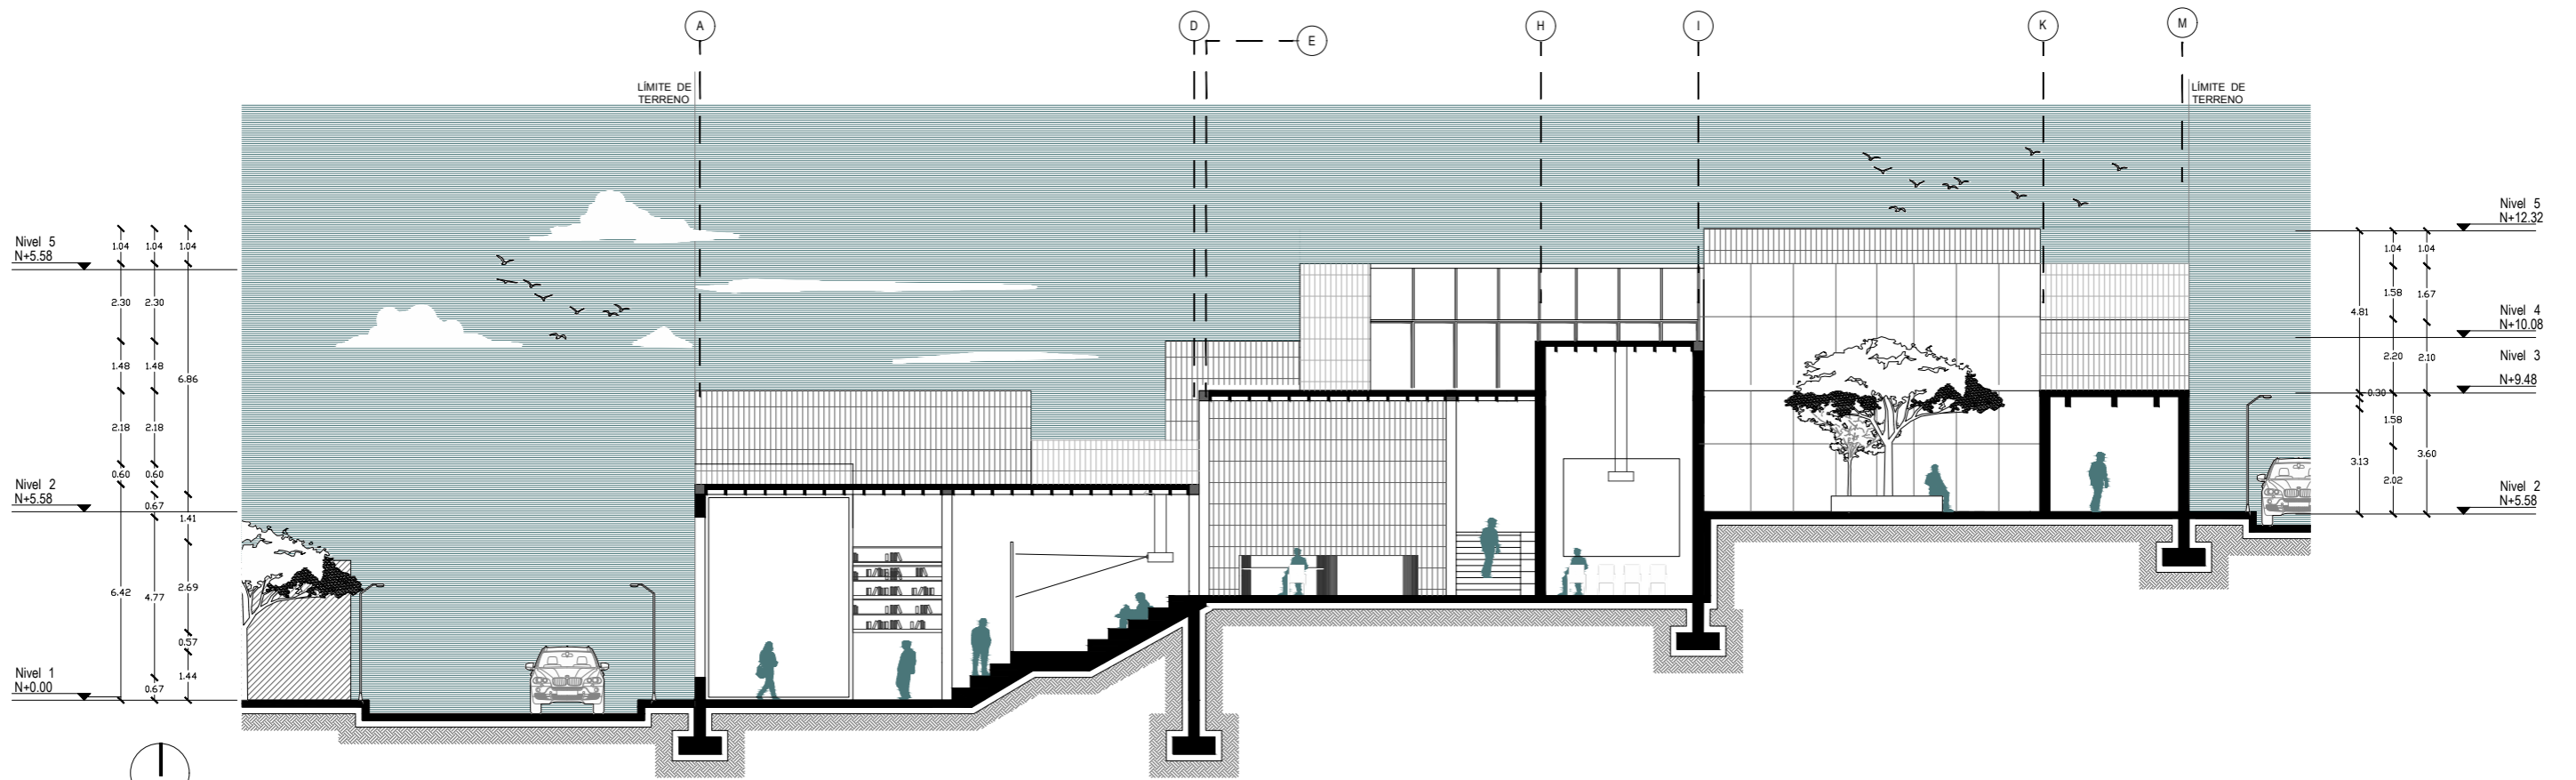 A
D
E
H
I
K
M
LÍMITE DE
TERRENO
LÍMITE DE
TERRENO
Nivel 5
N+5.58
Nivel 2
N+5.58
Nivel 1
N+0.00
1.04
2.30
1.48
2.18
0.60
6.42
1.04
2.30
1.48
2.18
0.60
0.67
4.77
0.67
1.04
6.86
1.41
2.69
0.57
1.44
4.81
0.30
3.13
1.04
1.58
2.20
1.58
2.02
1.04
1.67
2.10
3.60
Nivel 5
N+12.32
Nivel 4
N+10.08
Nivel 3
N+9.48
Nivel 2
N+5.58